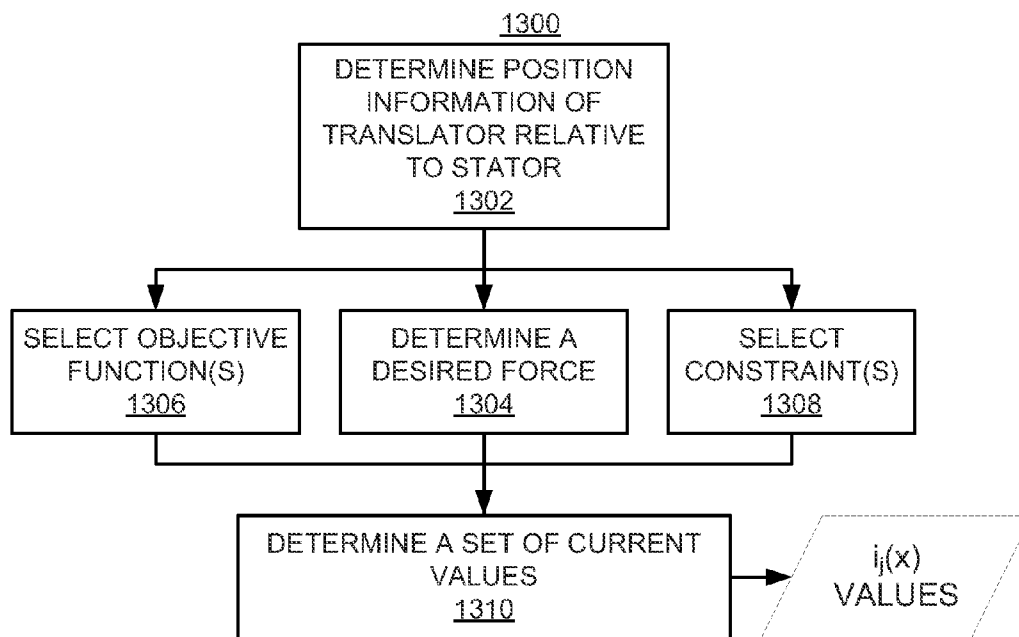 1300
DETERMINE POSITION
INFORMATION OF
TRANSLATOR RELATIVE
TO STATOR
1302
SELECT OBJECTIVE
FUNCTION(S)
1306
DETERMINE A
DESIRED FORCE
1304
SELECT
CONSTRAINT(S)
1308
DETERMINE A SET OF CURRENT
VALUES
1310
iⱼ(x)
VALUES